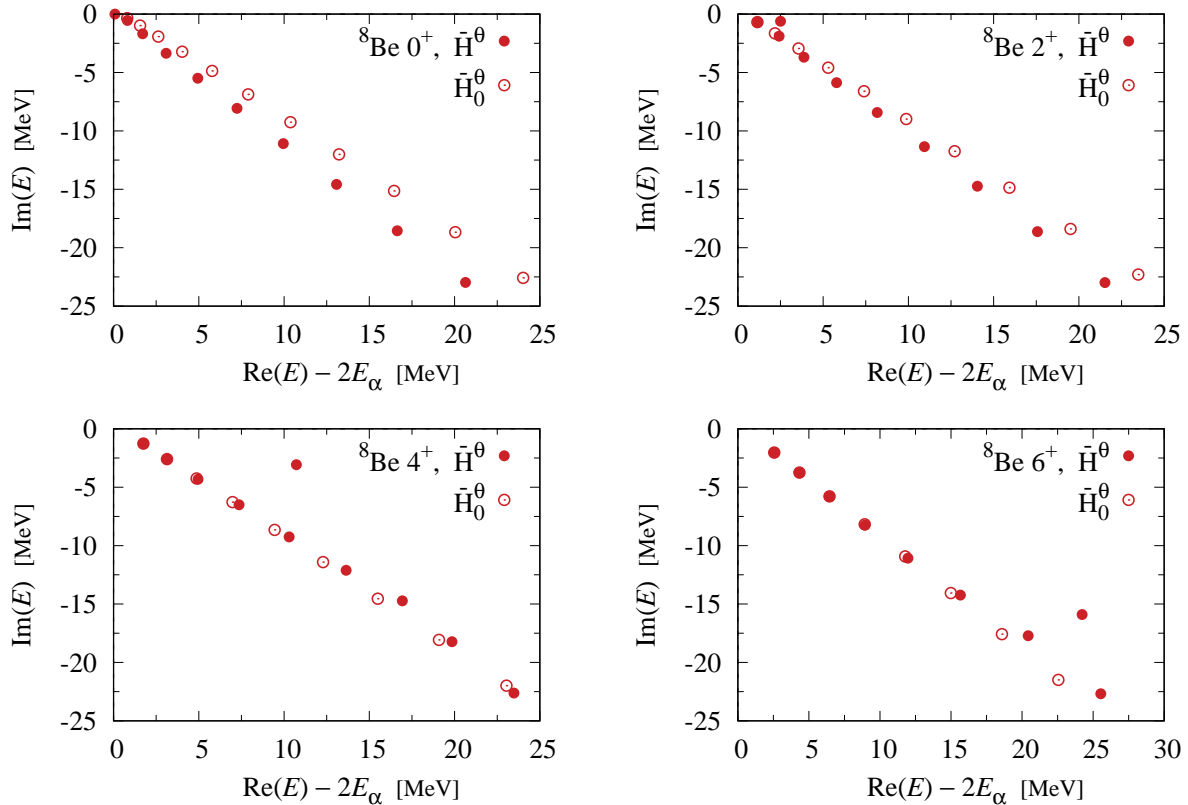 ⁸Be 0⁺, H̄^θ
H̄₀^θ
0
-5
-10
-15
-20
-25
Im(E) [MeV]
0 5 10 15 20 25
Re(E) − 2E_α [MeV]
⁸Be 2⁺, H̄^θ
H̄₀^θ
0
-5
-10
-15
-20
-25
Im(E) [MeV]
0 5 10 15 20 25
Re(E) − 2E_α [MeV]
⁸Be 4⁺, H̄^θ
H̄₀^θ
0
-5
-10
-15
-20
-25
Im(E) [MeV]
0 5 10 15 20 25
Re(E) − 2E_α [MeV]
⁸Be 6⁺, H̄^θ
H̄₀^θ
0
-5
-10
-15
-20
-25
Im(E) [MeV]
0 5 10 15 20 25 30
Re(E) − 2E_α [MeV]